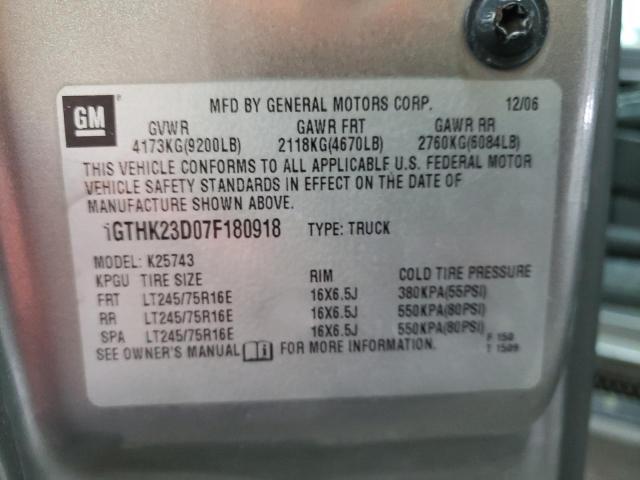 GM
MFD BY GENERAL MOTORS CORP. 12/06
GVWR GAWR FRT GAWR RR
4173KG(9200LB) 2118KG(4670LB) 2760KG(6084LB)
THIS VEHICLE CONFORMS TO ALL APPLICABLE U.S. FEDERAL MOTOR
VEHICLE SAFETY STANDARDS IN EFFECT ON THE DATE OF
MANUFACTURE SHOWN ABOVE.
1GTHK23D07F180918 TYPE: TRUCK
MODEL: K25743
KPGU TIRE SIZE RIM COLD TIRE PRESSURE
FRT LT245/75R16E 16X6.5J 380KPA(55PSI)
RR LT245/75R16E 16X6.5J 550KPA(80PSI)
SPA LT245/75R16E 16X6.5J 550KPA(80PSI)
SEE OWNER'S MANUAL FOR MORE INFORMATION.
F 150
T 1509